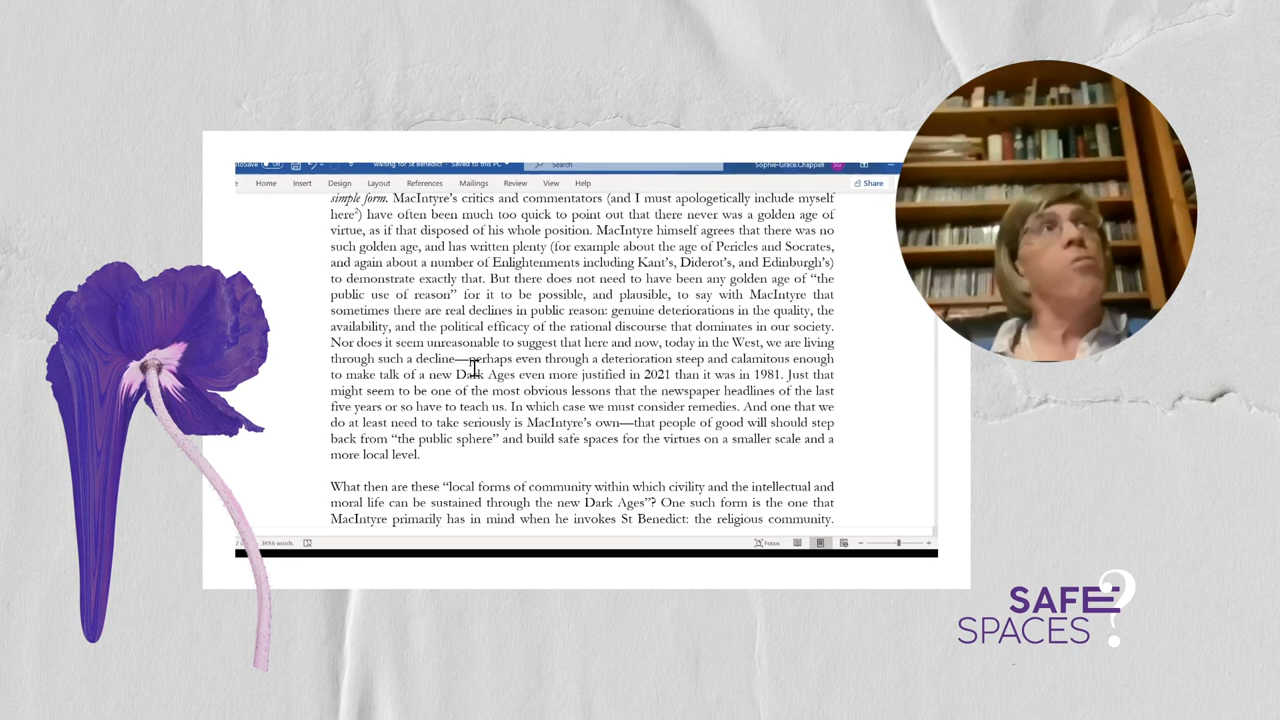 Waiting for St Benedict - Saved to this PC
Search
Sophie-Grace.Chappell
SG
Home Insert Design Layout References Mailings Review View Help
Share
simple form. MacIntyre's critics and commentators (and I must apologetically include myself
here²) have often been much too quick to point out that there never was a golden age of
virtue, as if that disposed of his whole position. MacIntyre himself agrees that there was no
such golden age, and has written plenty (for example about the age of Pericles and Socrates,
and again about a number of Enlightenments including Kant's, Diderot's, and Edinburgh's)
to demonstrate exactly that. But there does not need to have been any golden age of “the
public use of reason” for it to be possible, and plausible, to say with MacIntyre that
sometimes there are real declines in public reason: genuine deteriorations in the quality, the
availability, and the political efficacy of the rational discourse that dominates in our society.
Nor does it seem unreasonable to suggest that here and now, today in the West, we are living
through such a decline—perhaps even through a deterioration steep and calamitous enough
to make talk of a new Dark Ages even more justified in 2021 than it was in 1981. Just that
might seem to be one of the most obvious lessons that the newspaper headlines of the last
five years or so have to teach us. In which case we must consider remedies. And one that we
do at least need to take seriously is MacIntyre's own—that people of good will should step
back from “the public sphere” and build safe spaces for the virtues on a smaller scale and a
more local level.
What then are these “local forms of community within which civility and the intellectual and
moral life can be sustained through the new Dark Ages”? One such form is the one that
MacIntyre primarily has in mind when he invokes St Benedict: the religious community.
words
Focus
SAFE
SPACES
?